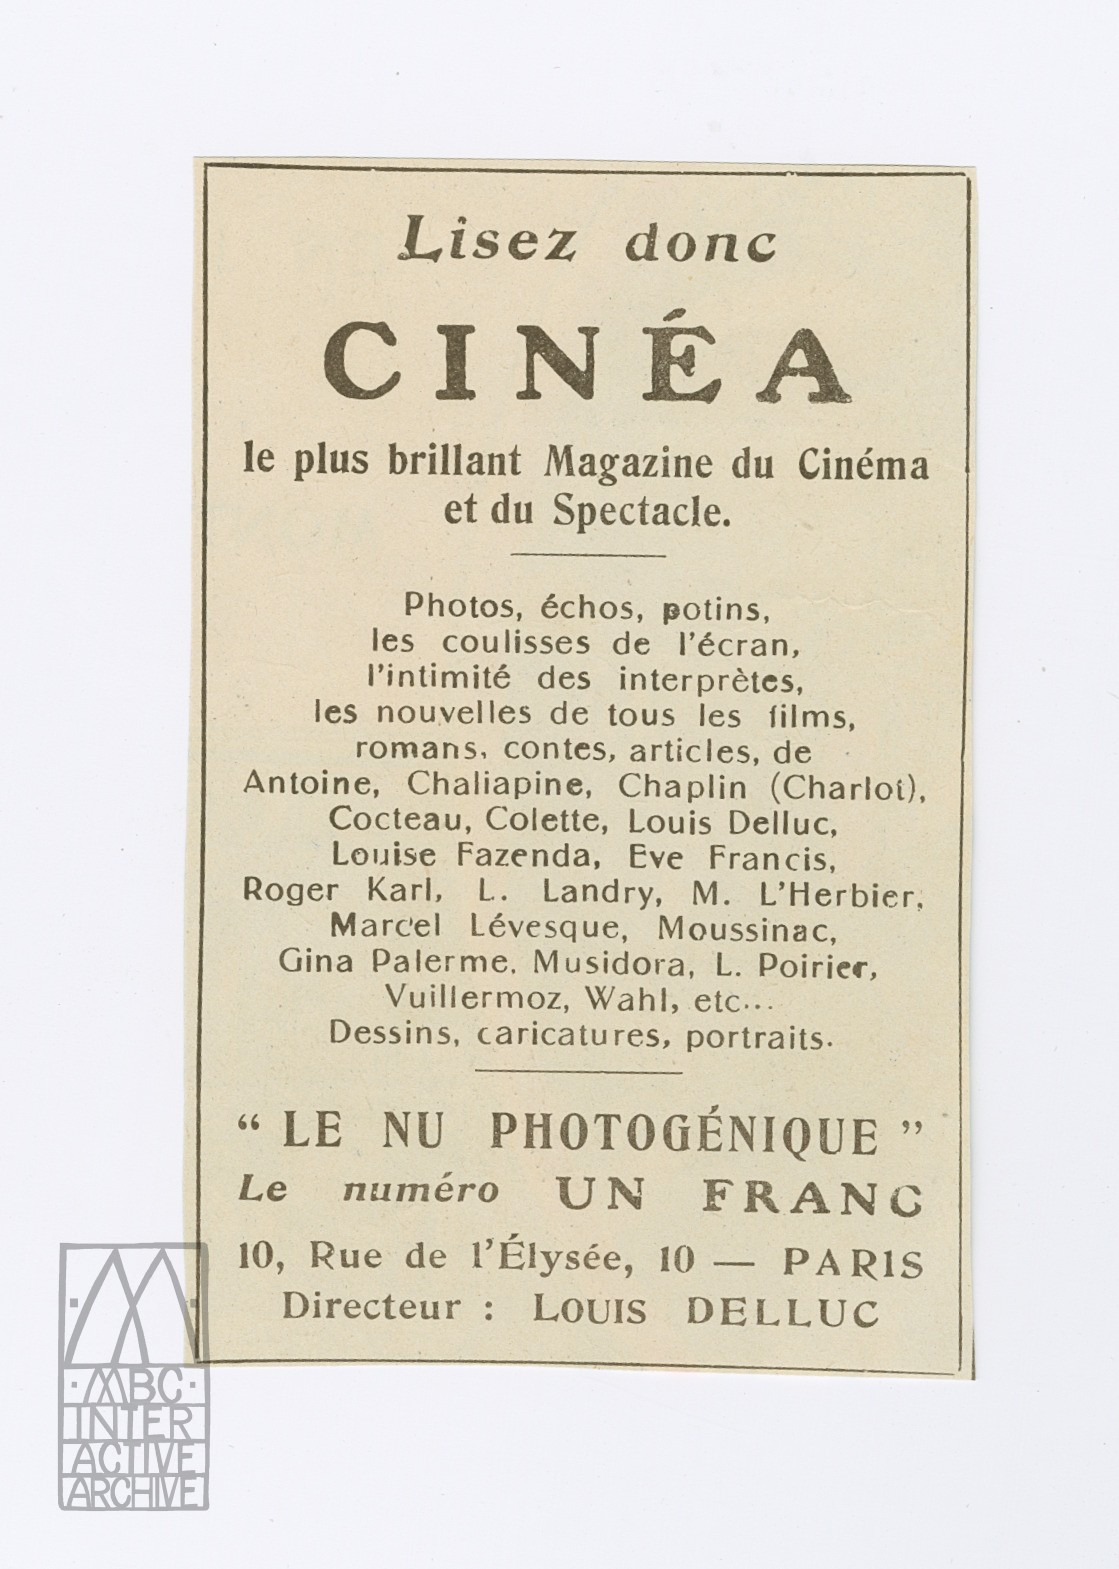 Lisez donc
CINÉA
le plus brillant Magazine du Cinéma
et du Spectacle.
Photos, échos, potins,
les coulisses de l'écran,
l'intimité des interprètes,
les nouvelles de tous les films,
romans, contes, articles, de
Antoine, Chaliapine, Chaplin (Charlot),
Cocteau, Colette, Louis Delluc,
Louise Fazenda, Eve Francis,
Roger Karl, L. Landry, M. L'Herbier,
Marcel Lévesque, Moussinac,
Gina Palerme, Musidora, L. Poirier,
Vuillermoz, Wahl, etc...
Dessins, caricatures, portraits.
“ LE NU PHOTOGÉNIQUE ”
Le numéro UN FRANC
10, Rue de l'Élysée, 10 — PARIS
Directeur : LOUIS DELLUC
·MBC·
INTER
ACTIVE
ARCHIVE